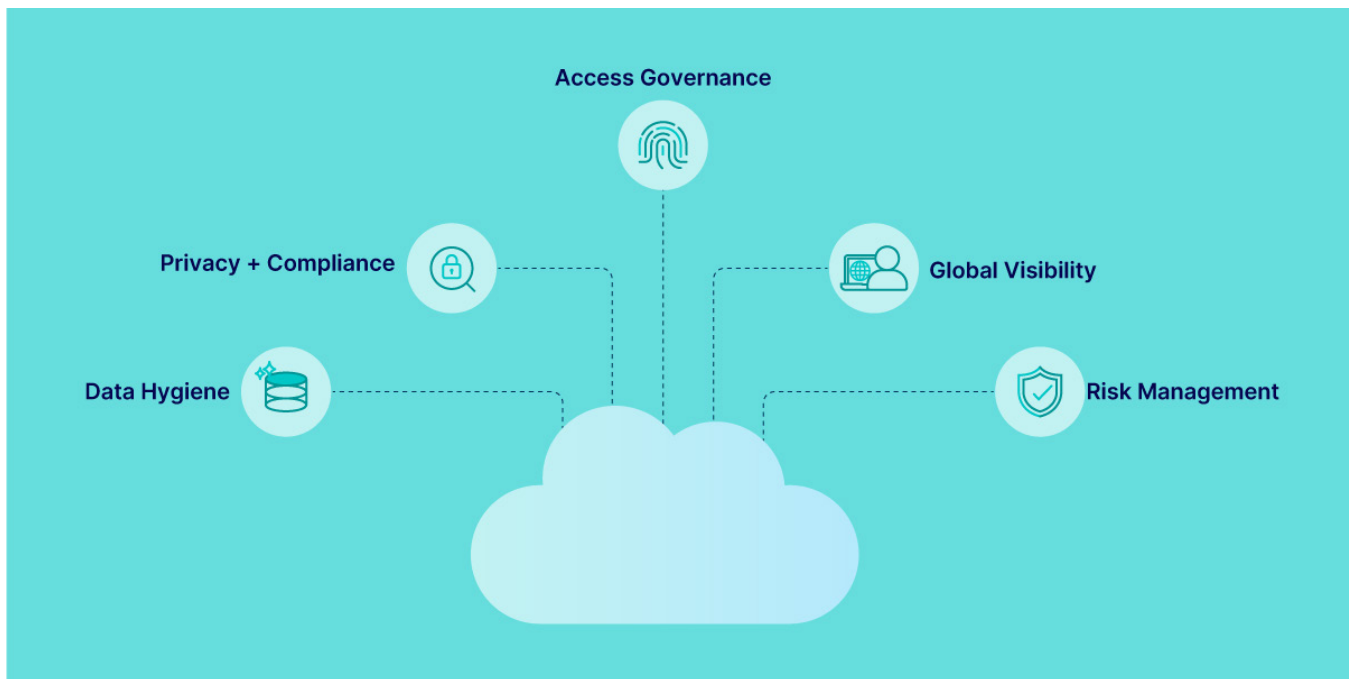 Access Governance
Privacy + Compliance
Global Visibility
Data Hygiene
Risk Management